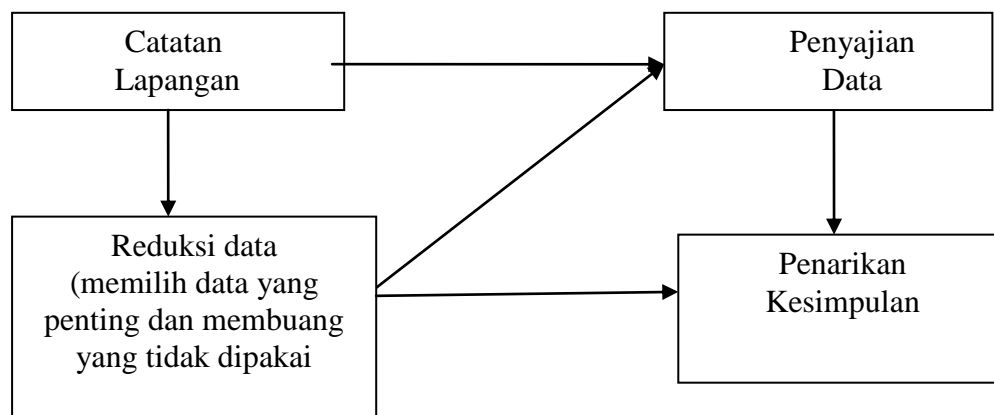 Catatan
Lapangan
Penyajian
Data
Reduksi data
(memilih data yang
penting dan membuang
yang tidak dipakai
Penarikan
Kesimpulan